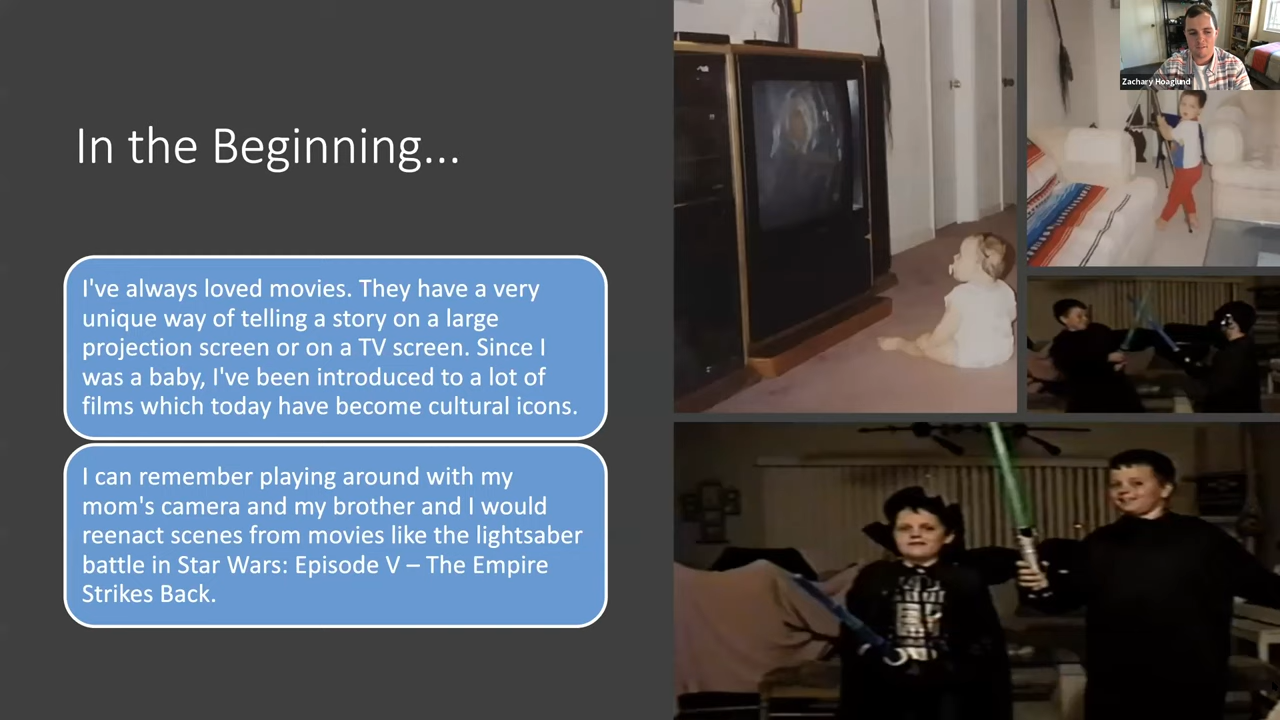 Zachary Hoaglund
In the Beginning...
I've always loved movies. They have a very
unique way of telling a story on a large
projection screen or on a TV screen. Since I
was a baby, I've been introduced to a lot of
films which today have become cultural icons.
I can remember playing around with my
mom's camera and my brother and I would
reenact scenes from movies like the lightsaber
battle in Star Wars: Episode V – The Empire
Strikes Back.